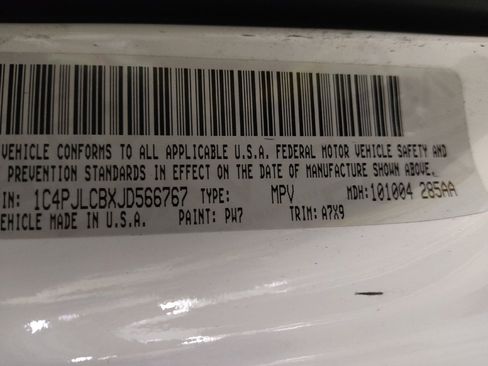 VEHICLE CONFORMS TO ALL APPLICABLE U.S.A. FEDERAL MOTOR VEHICLE SAFETY AND
PREVENTION STANDARDS IN EFFECT ON THE DATE OF MANUFACTURE SHOWN ABOVE.
IN: 1C4PJLCBXJD566767 TYPE: MPV MDH: 101004 285AA
VEHICLE MADE IN U.S.A. PAINT: PW7 TRIM: A7X9